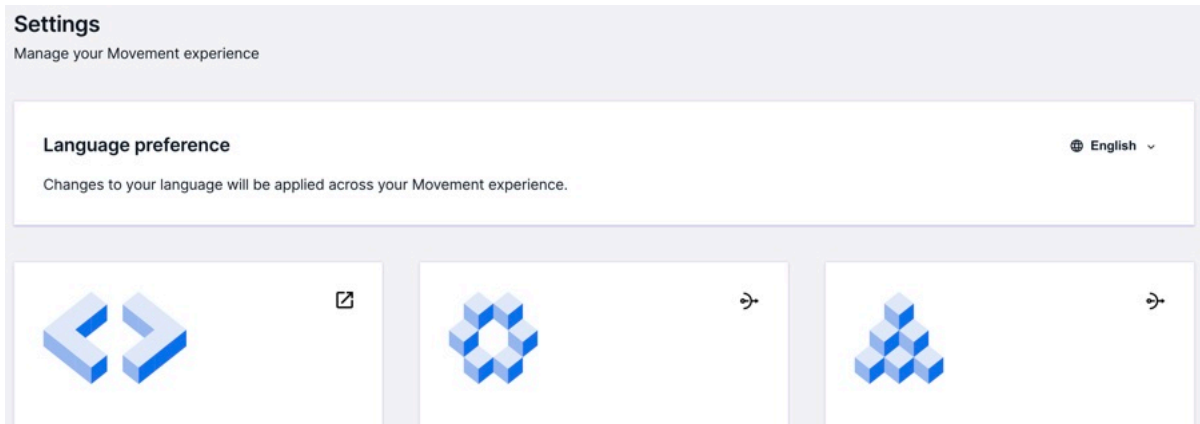 Settings
Manage your Movement experience
Language preference
English
Changes to your language will be applied across your Movement experience.